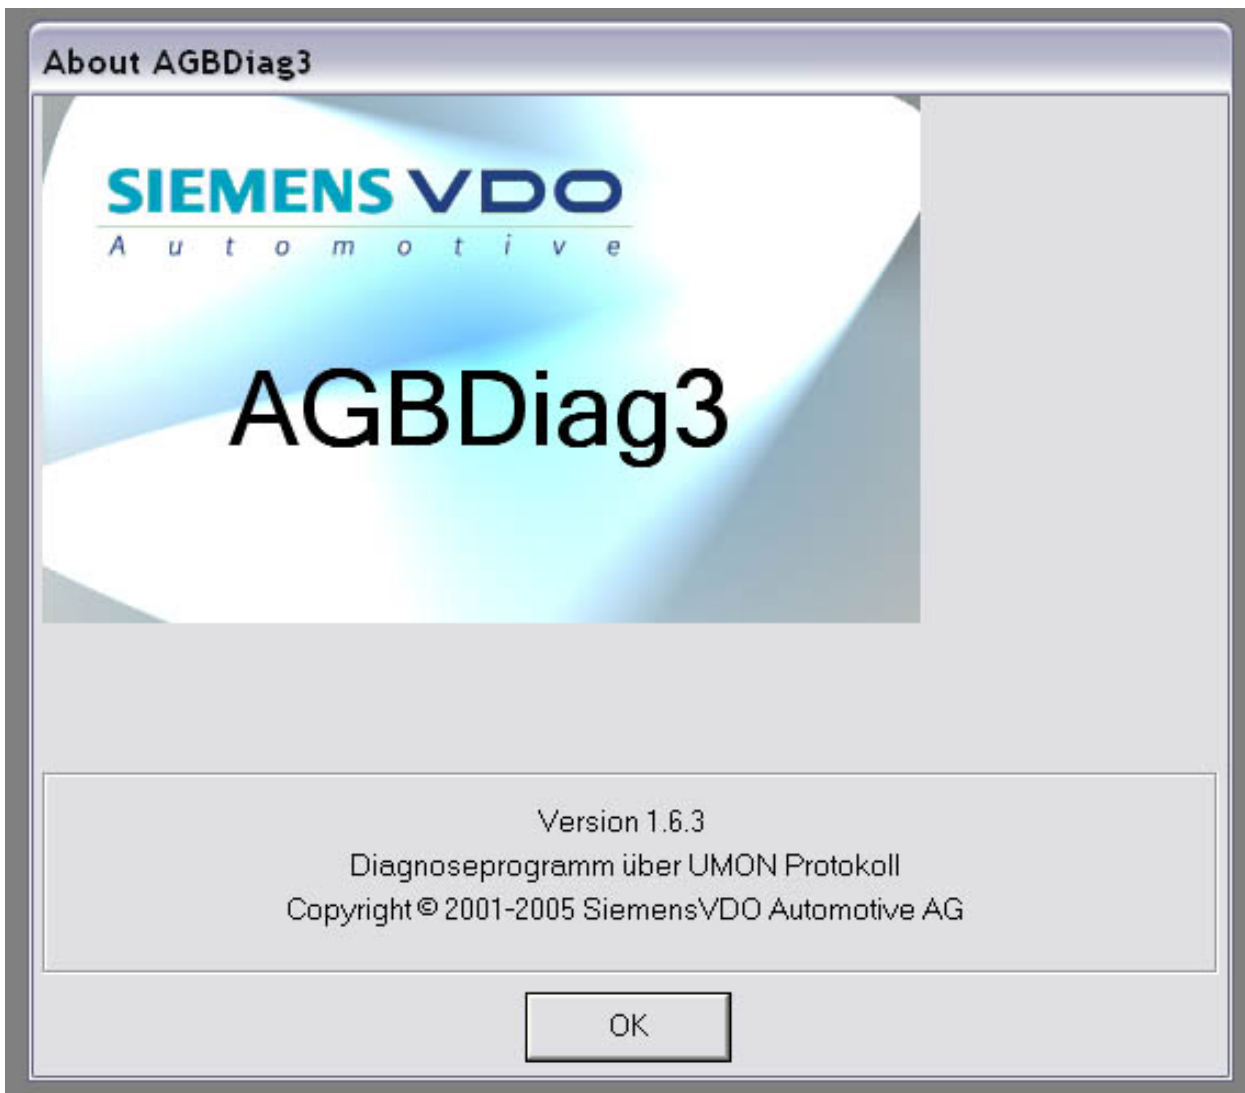 About AGBDiag3
SIEMENS VDO
Automotive
AGBDiag3
Version 1.6.3
Diagnoseprogramm über UMON Protokoll
Copyright © 2001-2005 SiemensVDO Automotive AG
OK